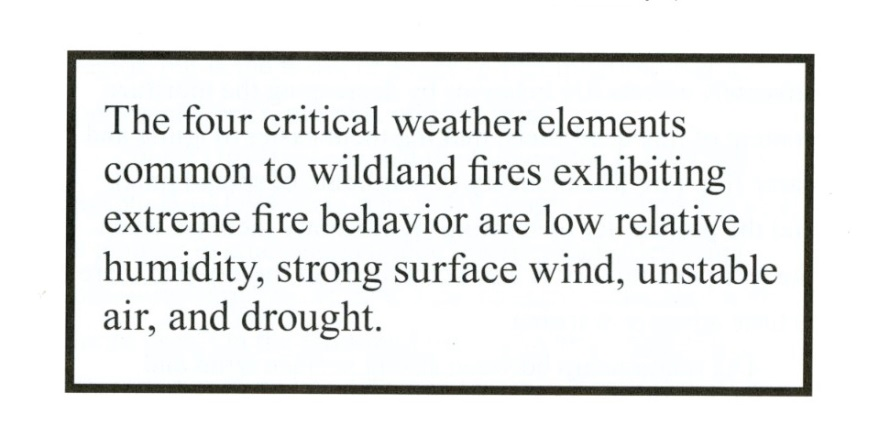 The four critical weather elements
common to wildland fires exhibiting
extreme fire behavior are low relative
humidity, strong surface wind, unstable
air, and drought.